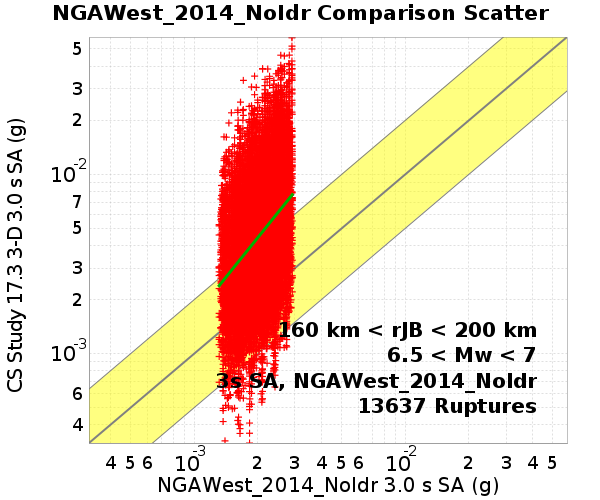 NGAWest_2014_NoIdr Comparison Scatter
CS Study 17.3 3-D 3.0 s SA (g)
5
3
2
10-2
7
5
3
2
10-3
6
4
160 km < rJB < 200 km
6.5 < Mw < 7
3s SA, NGAWest_2014_NoIdr
13637 Ruptures
4 5 6 10-3 2 3 4 5 6 10-2 2 3 4 5
NGAWest_2014_NoIdr 3.0 s SA (g)